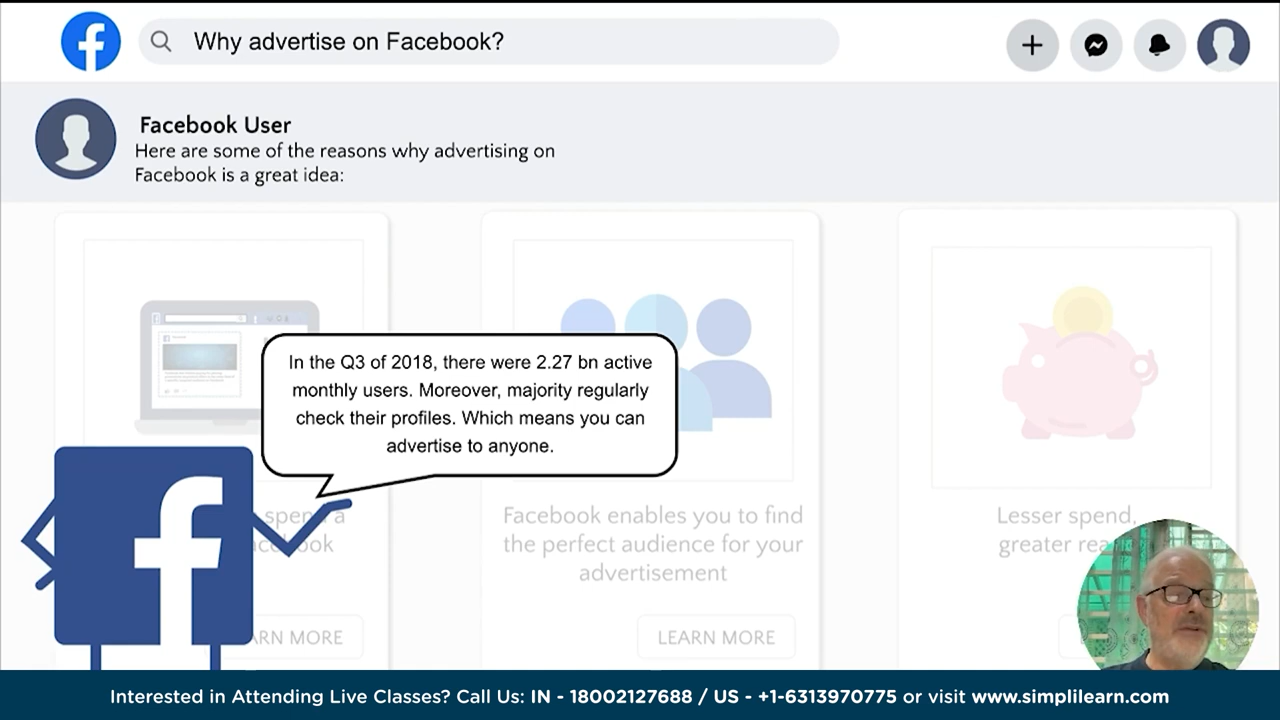 Why advertise on Facebook?
Facebook User
Here are some of the reasons why advertising on
Facebook is a great idea:
In the Q3 of 2018, there were 2.27 bn active
monthly users. Moreover, majority regularly
check their profiles. Which means you can
advertise to anyone.
spend a
Facebook enables you to find
the perfect audience for your
advertisement
Lesser spend,
greater
MORE
LEARN MORE
Interested in Attending Live Classes? Call Us: IN - 18002127688 / US - +1-6313970775 or visit www.simplilearn.com